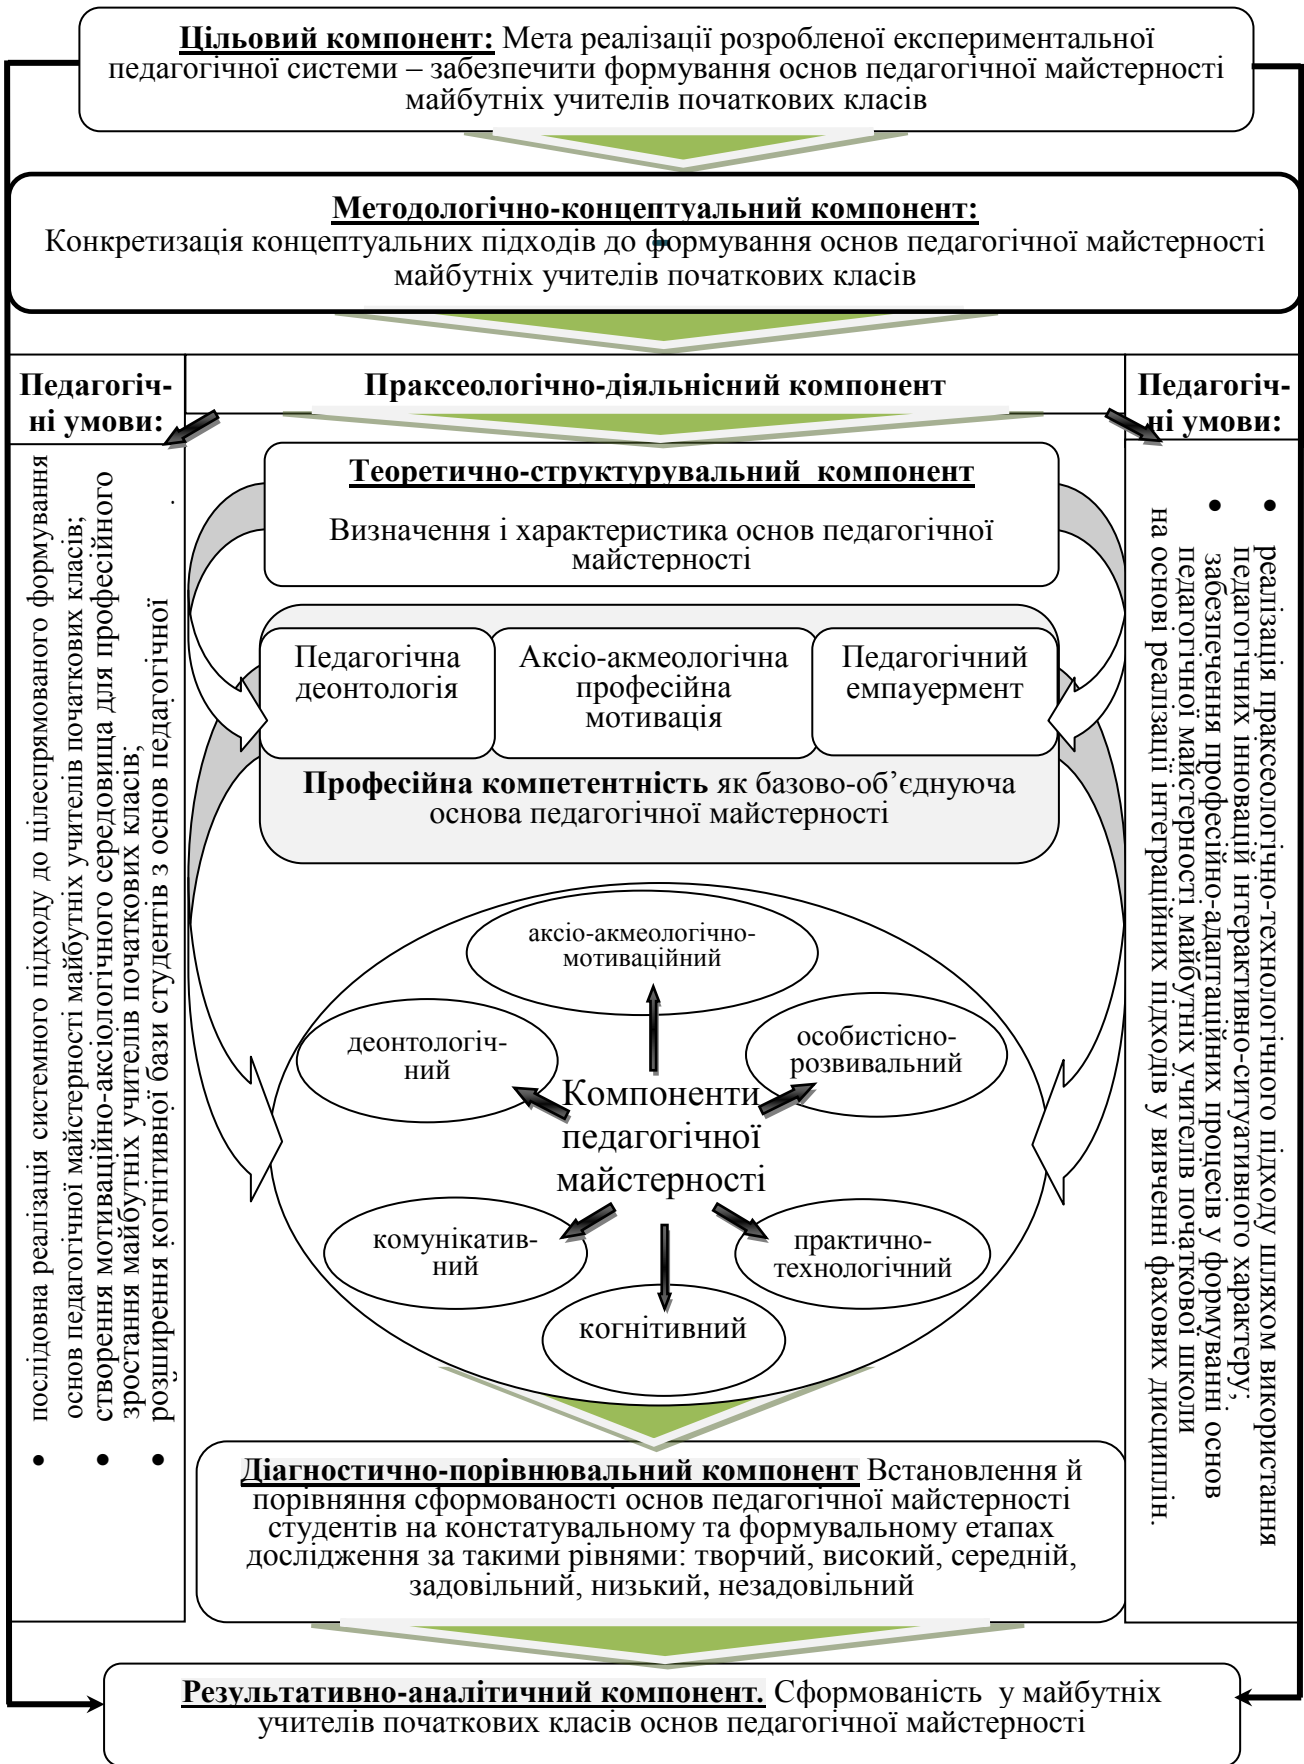 Цільовий компонент: Мета реалізації розробленої експериментальної
педагогічної системи – забезпечити формування основ педагогічної майстерності
майбутніх учителів початкових класів
Методологічно-концептуальний компонент:
Конкретизація концептуальних підходів до формування основ педагогічної майстерності
майбутніх учителів початкових класів
Педагогіч-
ні умови:
• послідовна реалізація системного підходу до цілеспрямованого формування
основ педагогічної майстерності майбутніх учителів початкових класів;
• створення мотиваційно-аксіологічного середовища для професійного
зростання майбутніх учителів початкових класів;
• розширення когнітивної бази студентів з основ педагогічної
.
Праксеологічно-діяльнісний компонент
Теоретично-структурувальний компонент
Визначення і характеристика основ педагогічної
майстерності
Педагогічна
деонтологія
Аксіо-акмеологічна
професійна
мотивація
Педагогічний
емпауермент
Професійна компетентність як базово-об’єднуюча
основа педагогічної майстерності
аксіо-акмеологічно-
мотиваційний
деонтологіч-
ний
особистісно-
розвивальний
Компоненти
педагогічної
майстерності
комунікатив-
ний
практично-
технологічний
когнітивний
Педагогіч-
ні умови:
• реалізація праксеологічно-технологічного підходу шляхом використання
педагогічних інновацій інтерактивно-ситуативного характеру;
• забезпечення професійно-адаптаційних процесів у формуванні основ
педагогічної майстерності майбутніх учителів початкової школи
на основі реалізації інтеграційних підходів у вивченні фахових дисциплін.
Діагностично-порівнювальний компонент Встановлення й
порівняння сформованості основ педагогічної майстерності
студентів на констатувальному та формувальному етапах
дослідження за такими рівнями: творчий, високий, середній,
задовільний, низький, незадовільний
Результативно-аналітичний компонент. Сформованість у майбутніх
учителів початкових класів основ педагогічної майстерності